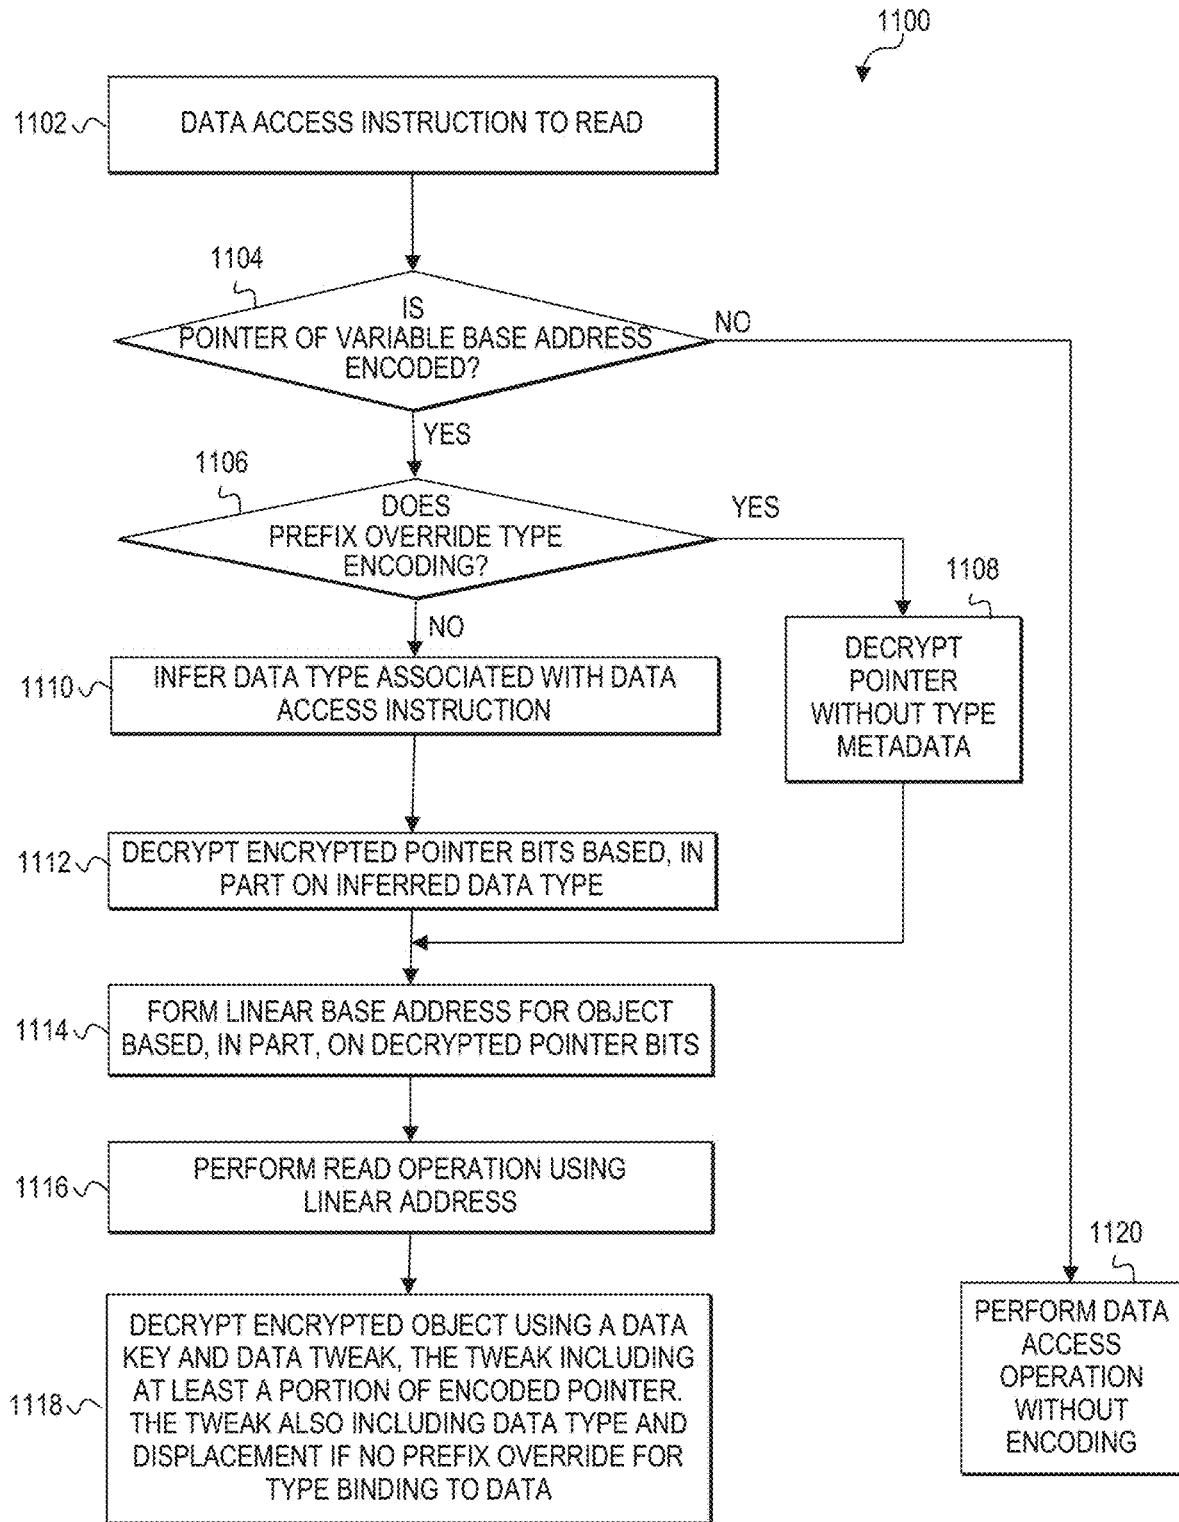 1100
1102
DATA ACCESS INSTRUCTION TO READ
1104
IS
POINTER OF VARIABLE BASE ADDRESS
ENCODED?
NO
YES
1106
DOES
PREFIX OVERRIDE TYPE
ENCODING?
YES
NO
1108
DECRYPT
POINTER
WITHOUT TYPE
METADATA
1110
INFER DATA TYPE ASSOCIATED WITH DATA
ACCESS INSTRUCTION
1112
DECRYPT ENCRYPTED POINTER BITS BASED, IN
PART ON INFERRED DATA TYPE
1114
FORM LINEAR BASE ADDRESS FOR OBJECT
BASED, IN PART, ON DECRYPTED POINTER BITS
1116
PERFORM READ OPERATION USING
LINEAR ADDRESS
1118
DECRYPT ENCRYPTED OBJECT USING A DATA
KEY AND DATA TWEAK, THE TWEAK INCLUDING
AT LEAST A PORTION OF ENCODED POINTER.
THE TWEAK ALSO INCLUDING DATA TYPE AND
DISPLACEMENT IF NO PREFIX OVERRIDE FOR
TYPE BINDING TO DATA
1120
PERFORM DATA
ACCESS
OPERATION
WITHOUT
ENCODING